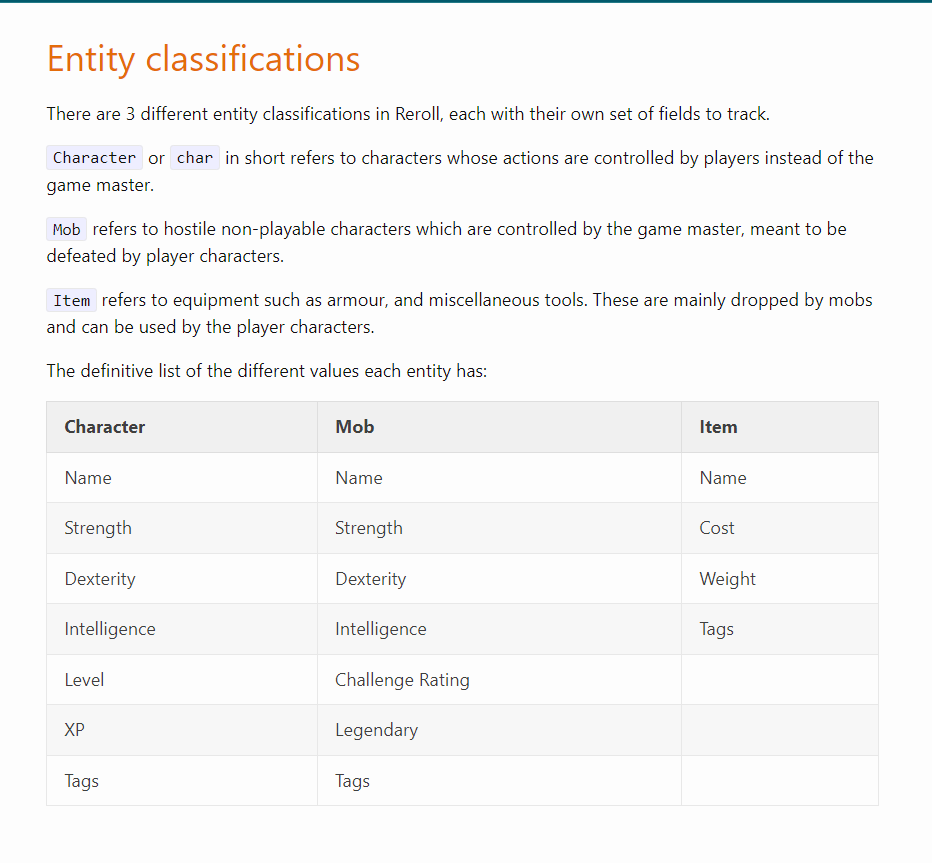 Entity classifications
There are 3 different entity classifications in Reroll, each with their own set of fields to track.
Character or char in short refers to characters whose actions are controlled by players instead of the
game master.
Mob refers to hostile non-playable characters which are controlled by the game master, meant to be
defeated by player characters.
Item refers to equipment such as armour, and miscellaneous tools. These are mainly dropped by mobs
and can be used by the player characters.
The definitive list of the different values each entity has:
Character Mob Item
Name Name Name
Strength Strength Cost
Dexterity Dexterity Weight
Intelligence Intelligence Tags
Level Challenge Rating
XP Legendary
Tags Tags